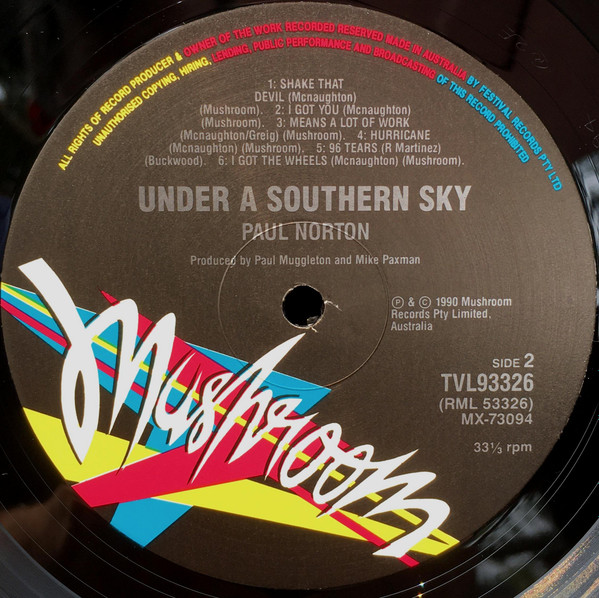 ALL RIGHTS OF RECORD PRODUCER & OWNER OF THE WORK RECORDED RESERVED MADE IN AUSTRALIA BY FESTIVAL RECORDS PTY LTD
UNAUTHORISED COPYING, HIRING, LENDING, PUBLIC PERFORMANCE AND BROADCASTING OF THIS RECORD PROHIBITED
1: SHAKE THAT
DEVIL (Mcnaughton)
(Mushroom). 2: I GOT YOU (Mcnaughton)
(Mushroom). 3: MEANS A LOT OF WORK
(Mcnaughton/Greig) (Mushroom). 4: HURRICANE
(Mcnaughton) (Mushroom). 5: 96 TEARS (R Martinez)
(Buckwood). 6: I GOT THE WHEELS (Mcnaughton) (Mushroom).
UNDER A SOUTHERN SKY
PAUL NORTON
Produced by Paul Muggleton and Mike Paxman
℗ & © 1990 Mushroom
Records Pty Limited,
Australia
SIDE 2
TVL93326
(RML 53326)
MX-73094
33⅓ rpm
Mushroom